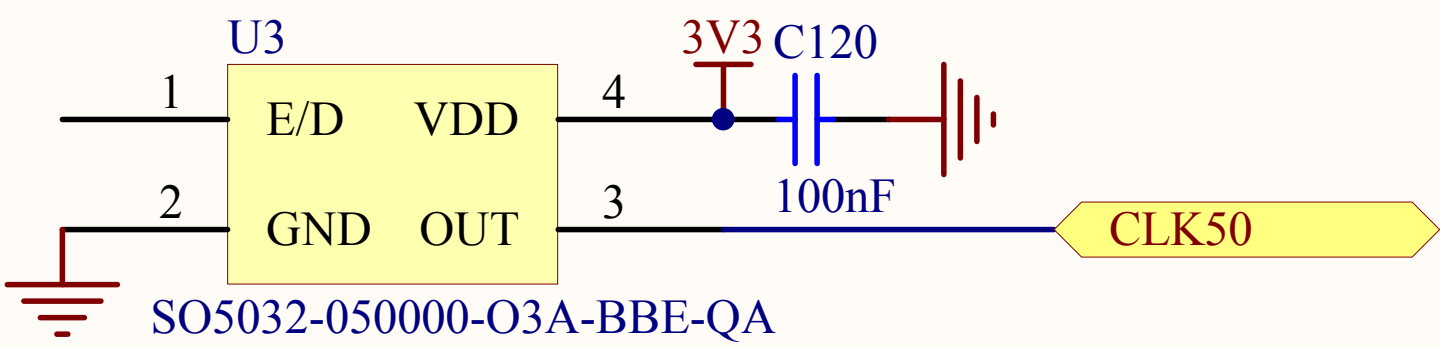 U3
3V3
C120
1
E/D
VDD
4
2
GND
OUT
3
100nF
CLK50
SO5032-050000-O3A-BBE-QA